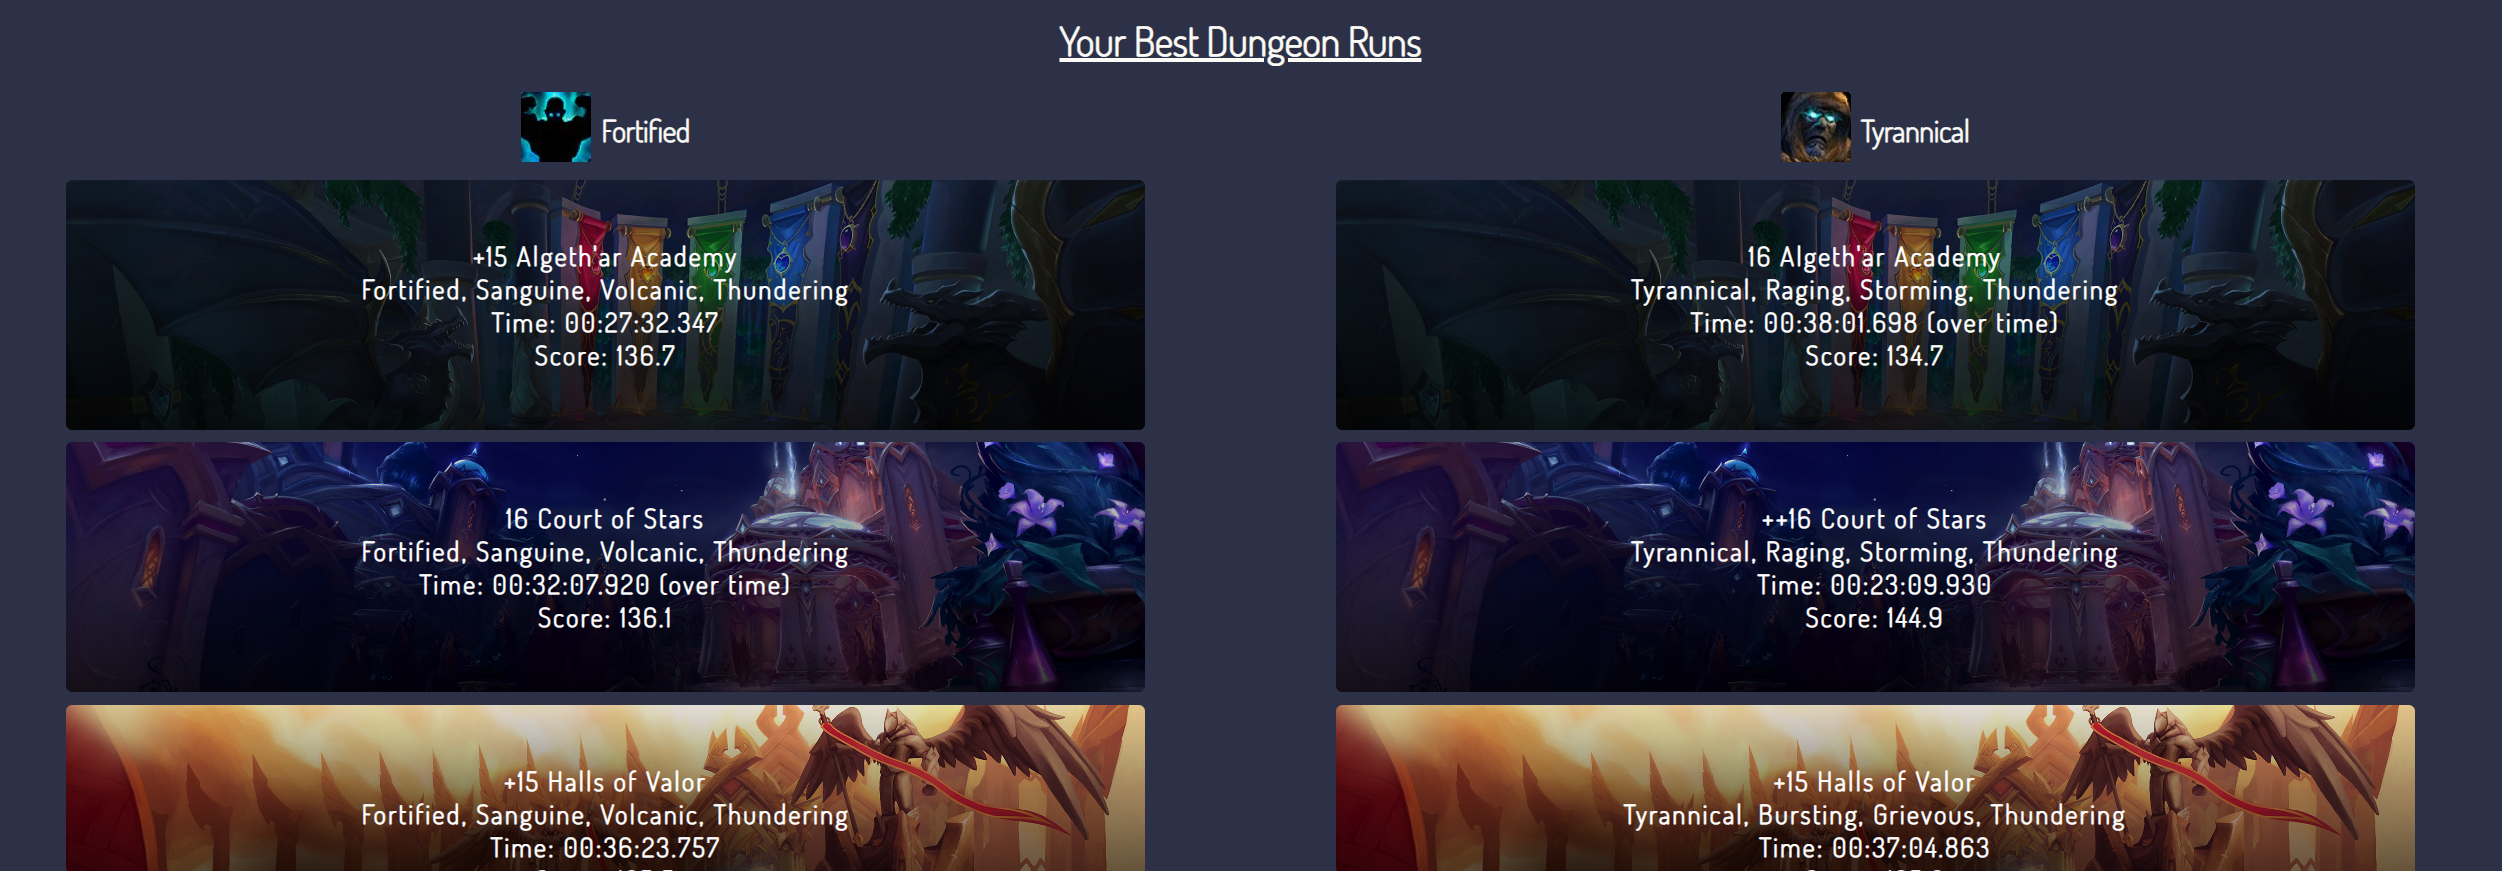 Your Best Dungeon Runs
Fortified
+15 Algeth'ar Academy
Fortified, Sanguine, Volcanic, Thundering
Time: 00:27:32.347
Score: 136.7
16 Court of Stars
Fortified, Sanguine, Volcanic, Thundering
Time: 00:32:07.920 (over time)
Score: 136.1
+15 Halls of Valor
Fortified, Sanguine, Volcanic, Thundering
Time: 00:36:23.757
Tyrannical
16 Algeth'ar Academy
Tyrannical, Raging, Storming, Thundering
Time: 00:38:01.698 (over time)
Score: 134.7
++16 Court of Stars
Tyrannical, Raging, Storming, Thundering
Time: 00:23:09.930
Score: 144.9
+15 Halls of Valor
Tyrannical, Bursting, Grievous, Thundering
Time: 00:37:04.863